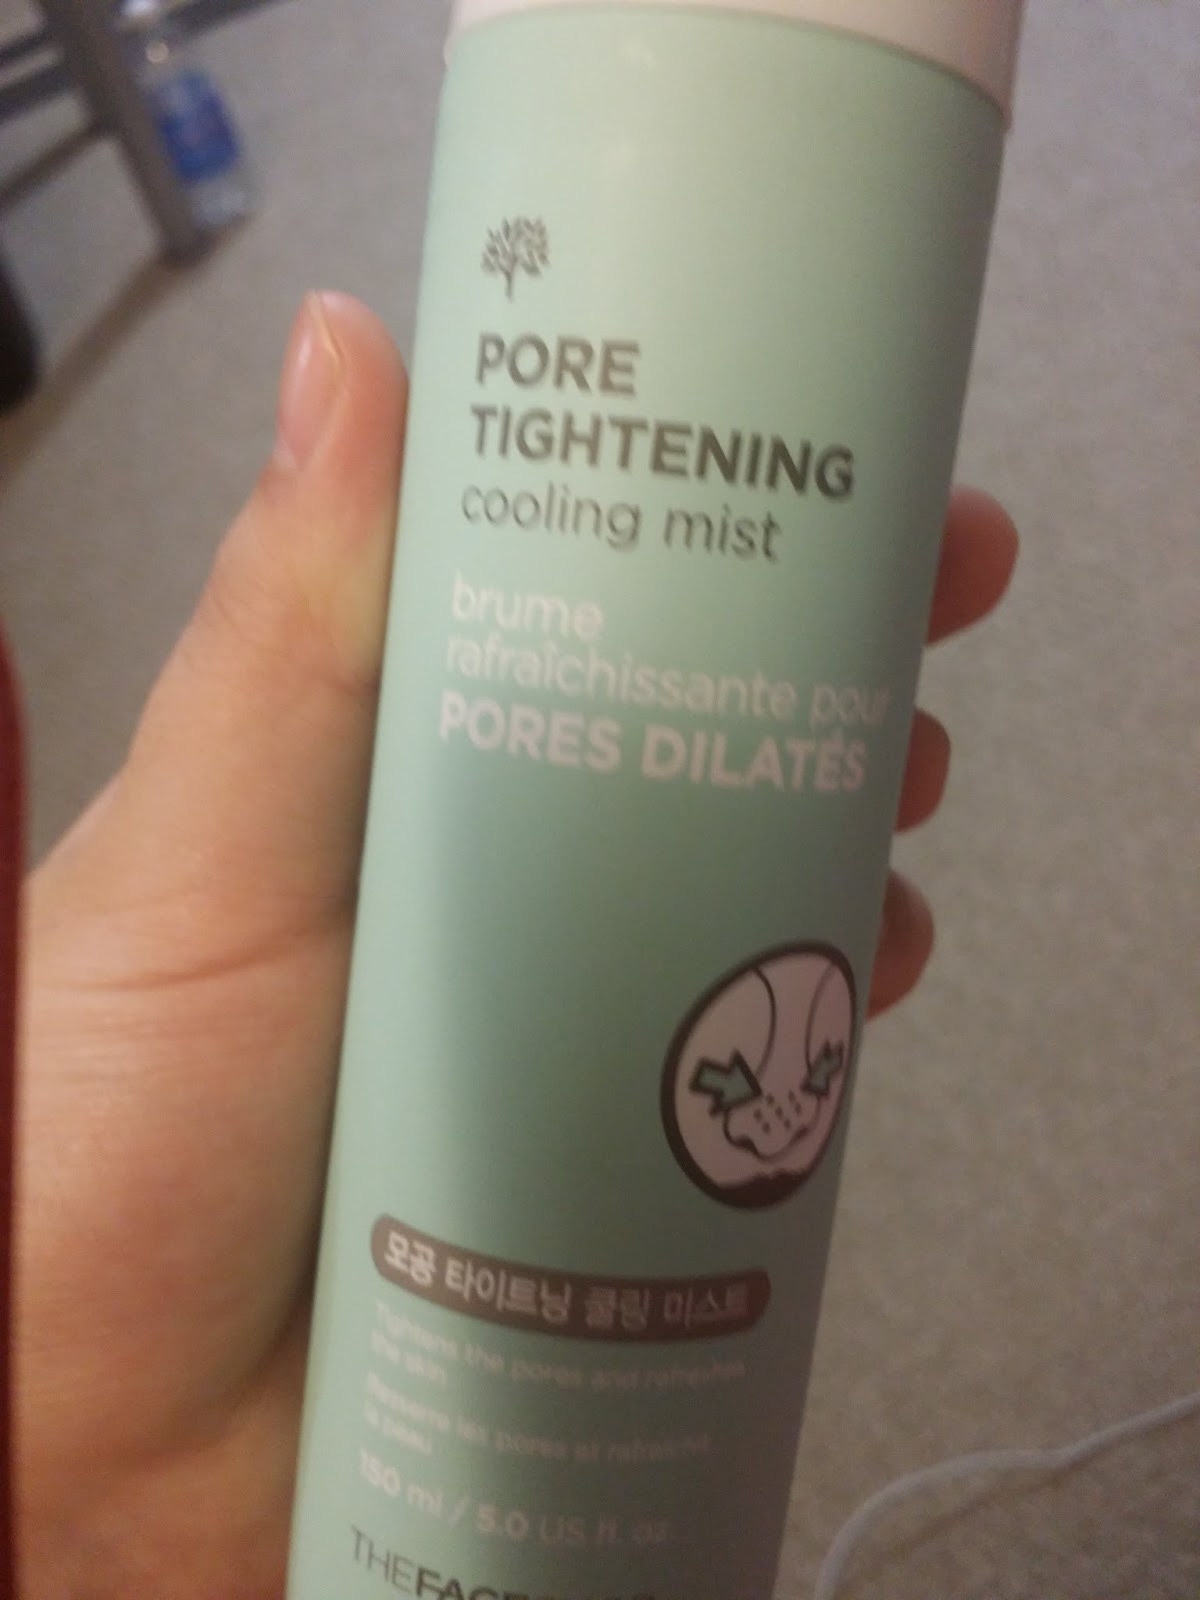 PORE
TIGHTENING
cooling mist
brume
rafraîchissante pour
PORES DILATÉS
모공 타이트닝 쿨링 미스트
Tightens the pores and refreshes
the skin
Resserre les pores et rafraîchit
la peau
150 ml / 5.0 US. fl. oz.